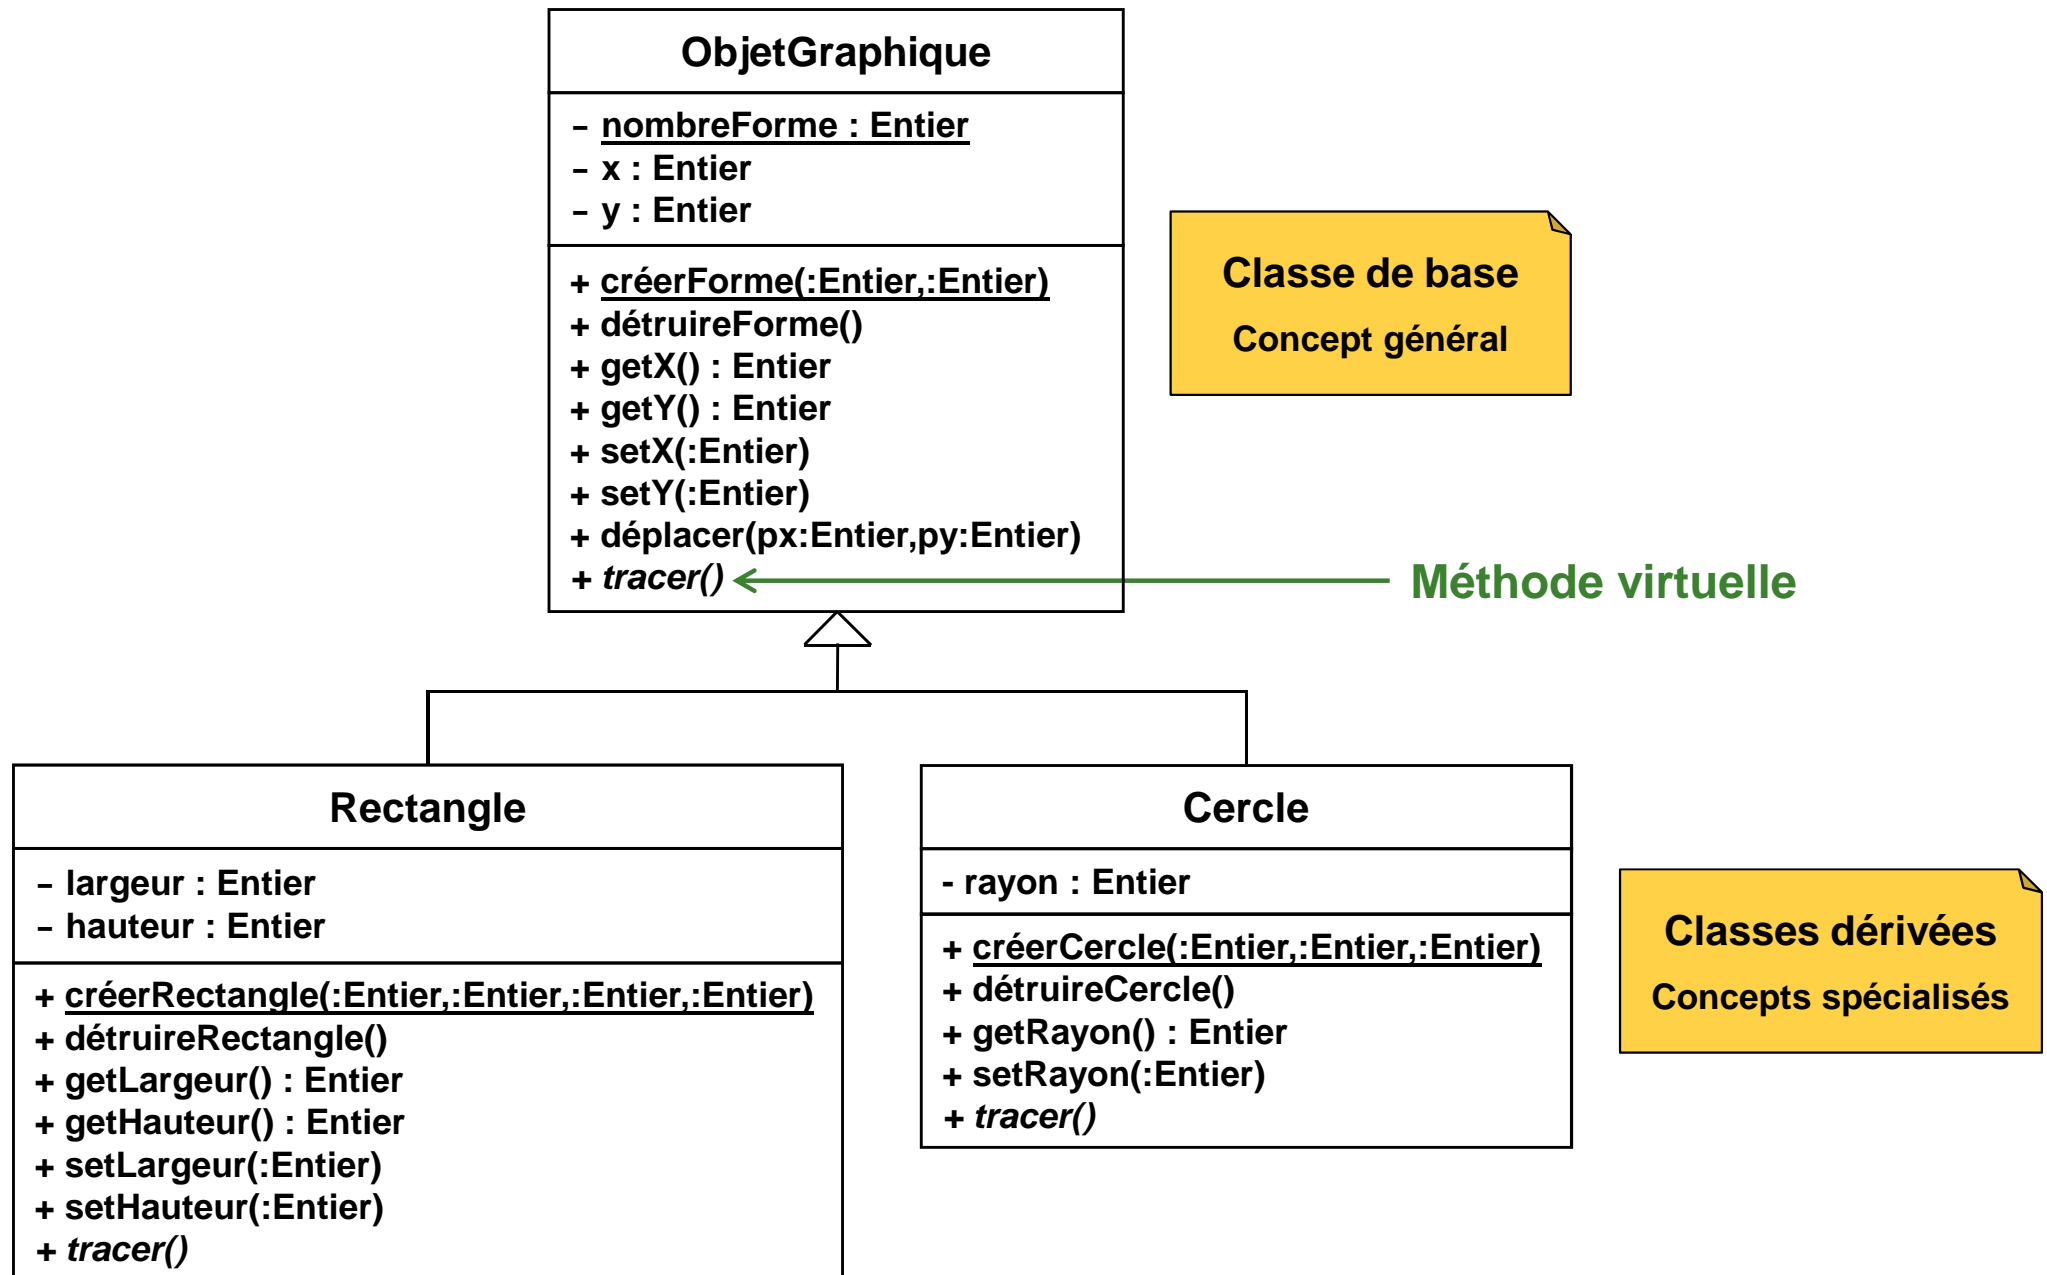 ObjetGraphique
- nombreForme : Entier
- x : Entier
- y : Entier
+ créerForme(:Entier,:Entier)
+ détruireForme()
+ getX() : Entier
+ getY() : Entier
+ setX(:Entier)
+ setY(:Entier)
+ déplacer(px:Entier,py:Entier)
+ tracer()
Classe de base
Concept général
Méthode virtuelle
Rectangle
- largeur : Entier
- hauteur : Entier
+ créerRectangle(:Entier,:Entier,:Entier,:Entier)
+ détruireRectangle()
+ getLargeur() : Entier
+ getHauteur() : Entier
+ setLargeur(:Entier)
+ setHauteur(:Entier)
+ tracer()
Cercle
- rayon : Entier
+ créerCercle(:Entier,:Entier,:Entier)
+ détruireCercle()
+ getRayon() : Entier
+ setRayon(:Entier)
+ tracer()
Classes dérivées
Concepts spécialisés